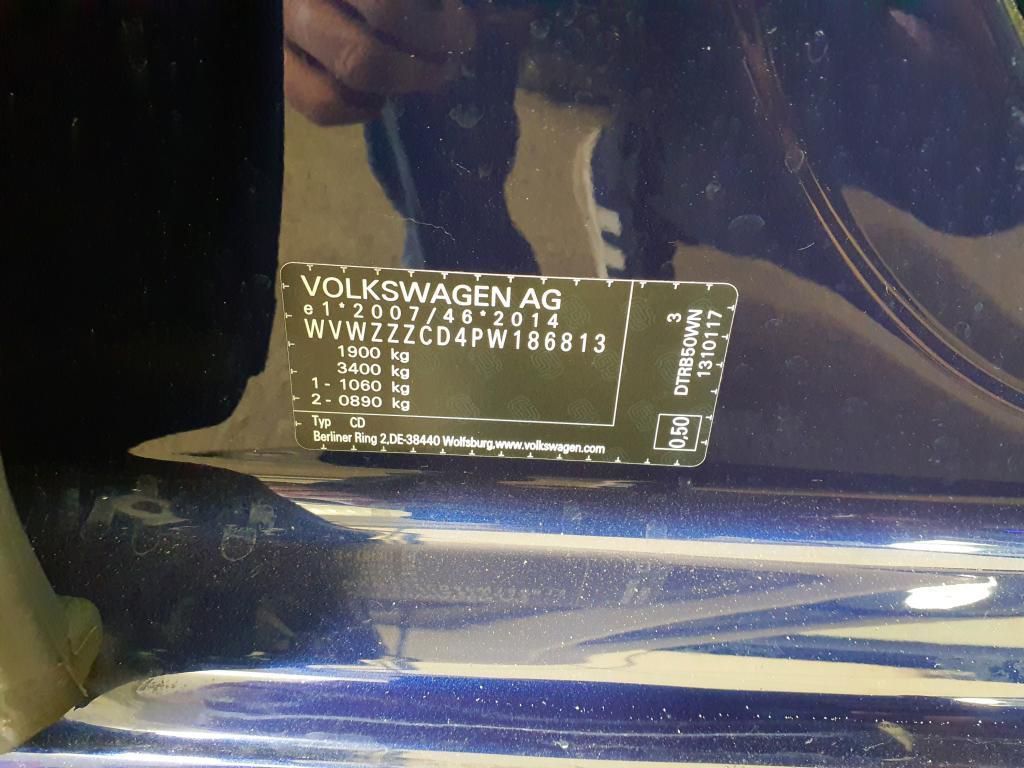 VOLKSWAGEN AG
e1*2007/46*2014
WVWZZZCD4PW186813
1900 kg
3400 kg
1 - 1060 kg
2 - 0890 kg
Typ CD
Berliner Ring 2,DE-38440 Wolfsburg,www.volkswagen.com
3
DTRB50WN
1310117
0,50